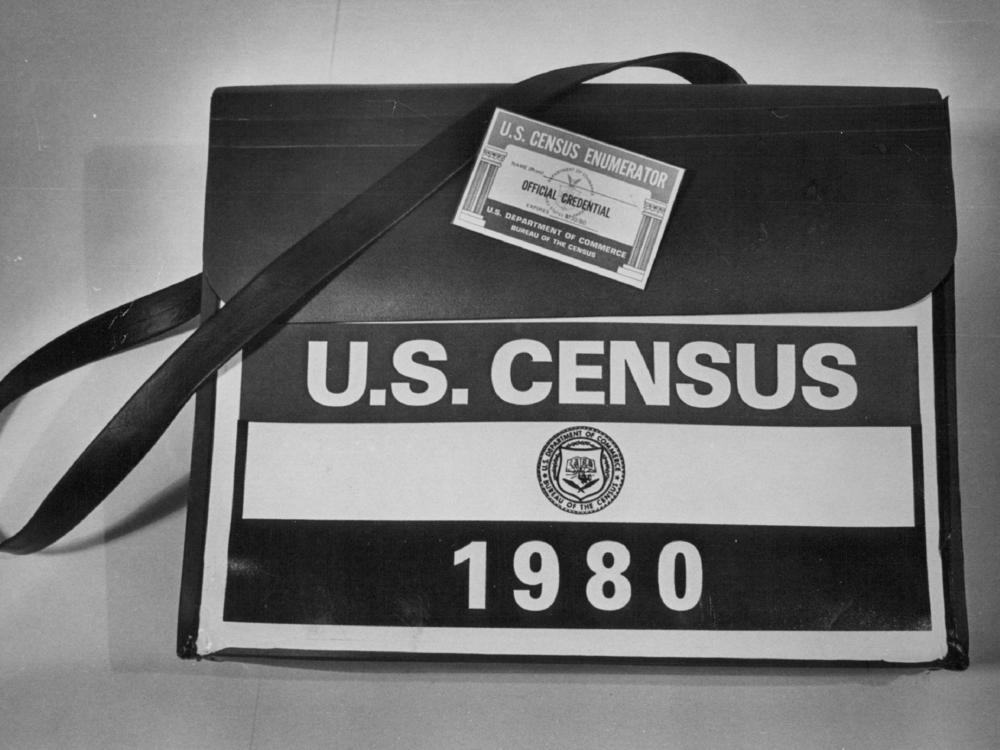 U.S. CENSUS ENUMERATOR
OFFICIAL CREDENTIAL
U.S. DEPARTMENT OF COMMERCE
BUREAU OF THE CENSUS
U.S. CENSUS
U.S. DEPARTMENT OF COMMERCE
BUREAU OF THE CENSUS
1980